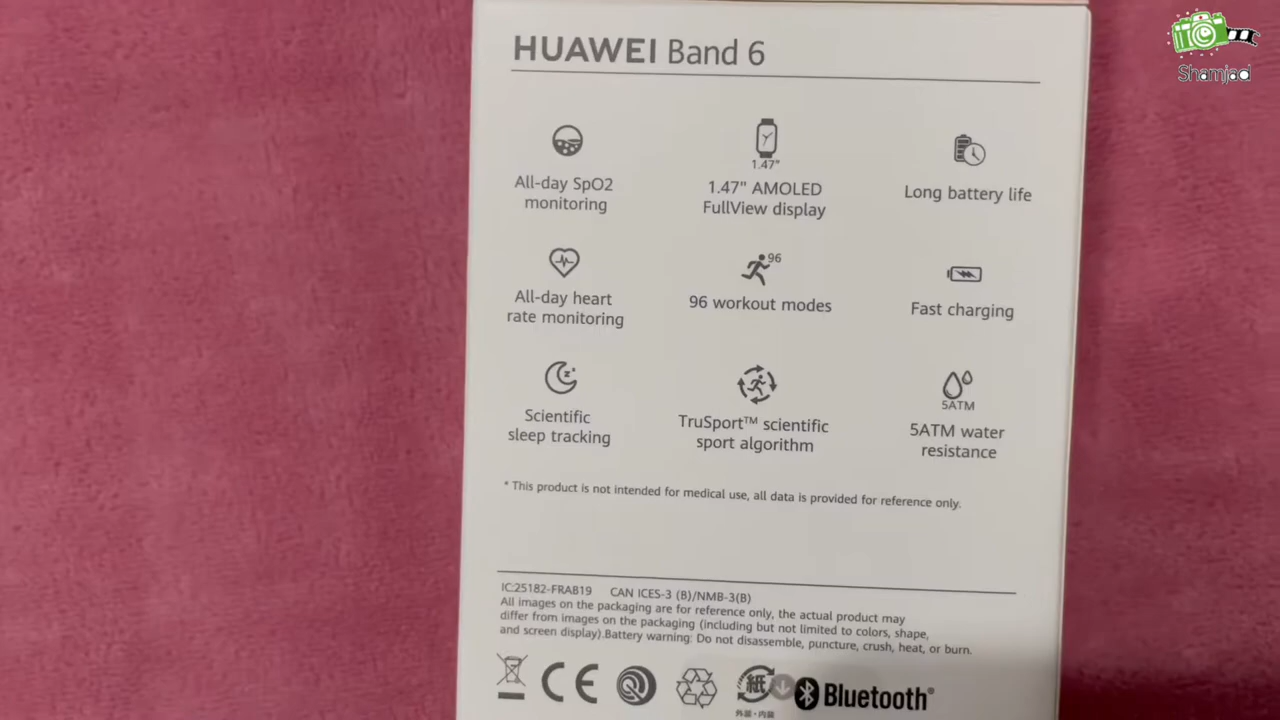 HUAWEI Band 6
All-day SpO2
monitoring
1.47"
1.47" AMOLED
FullView display
Long battery life
All-day heart
rate monitoring
96
96 workout modes
Fast charging
z
Scientific
sleep tracking
TruSport™ scientific
sport algorithm
5ATM
5ATM water
resistance
* This product is not intended for medical use, all data is provided for reference only.
IC:25182-FRAB19 CAN ICES-3 (B)/NMB-3(B)
All images on the packaging are for reference only, the actual product may
differ from images on the packaging (including but not limited to colors, shape,
and screen display).Battery warning: Do not disassemble, puncture, crush, heat, or burn.
CE
紙
外盒・内裝
Bluetooth®
Shamjad